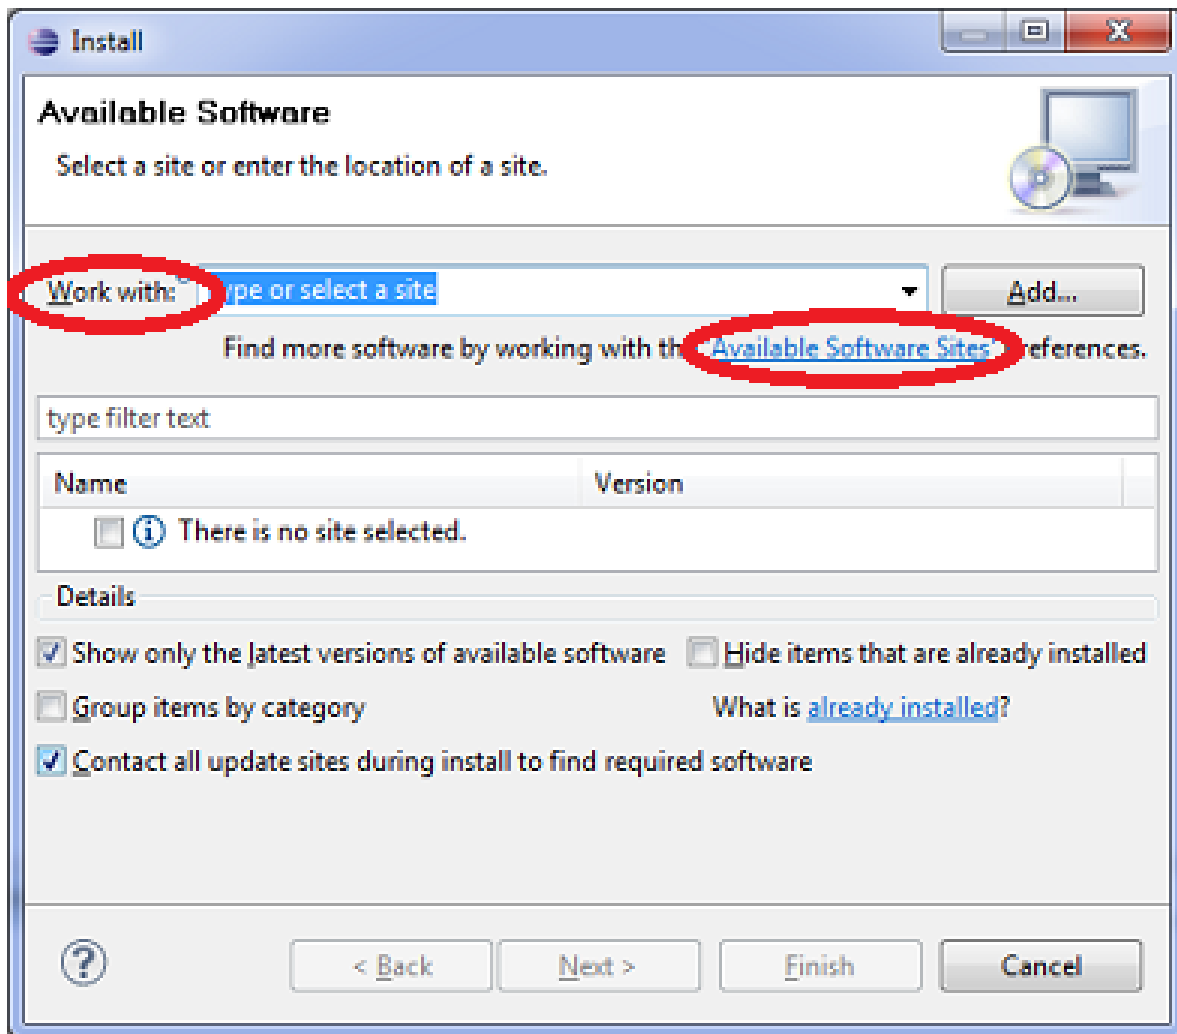 Install
Available Software
Select a site or enter the location of a site.
Work with: ype or select a site Add...
Find more software by working with th Available Software Sites references.
type filter text
Name Version
There is no site selected.
Details
Show only the latest versions of available software Hide items that are already installed
Group items by category What is already installed?
Contact all update sites during install to find required software
? < Back Next > Finish Cancel